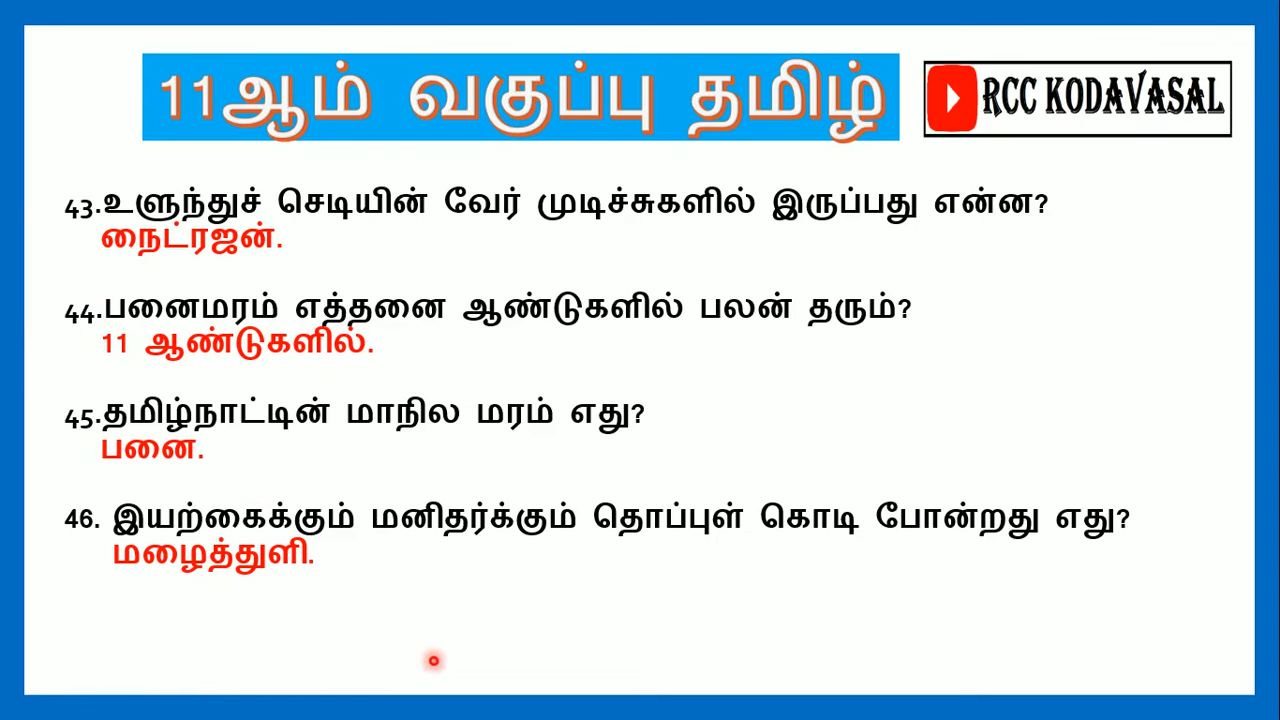 11ஆம் வகுப்பு தமிழ்
RCC KODAVASAL
43.உளுந்துச் செடியின் வேர் முடிச்சுகளில் இருப்பது என்ன?
நைட்ரஜன்.
44.பனைமரம் எத்தனை ஆண்டுகளில் பலன் தரும்?
11 ஆண்டுகளில்.
45.தமிழ்நாட்டின் மாநில மரம் எது?
பனை.
46. இயற்கைக்கும் மனிதர்க்கும் தொப்புள் கொடி போன்றது எது?
மழைத்துளி.